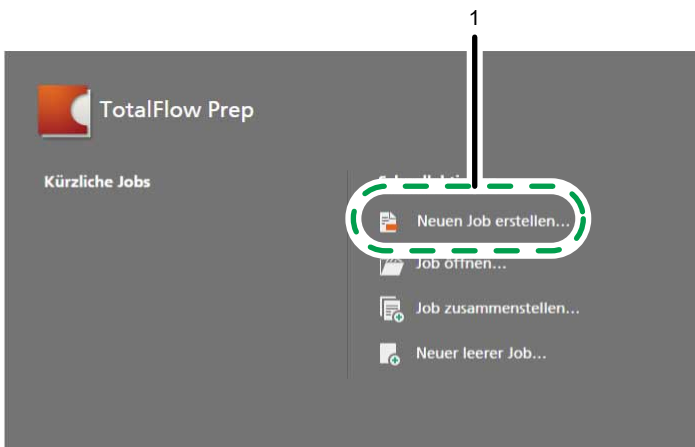 1
TotalFlow Prep
Kürzliche Jobs
Neuen Job erstellen...
Job öffnen...
Job zusammenstellen...
Neuer leerer Job...